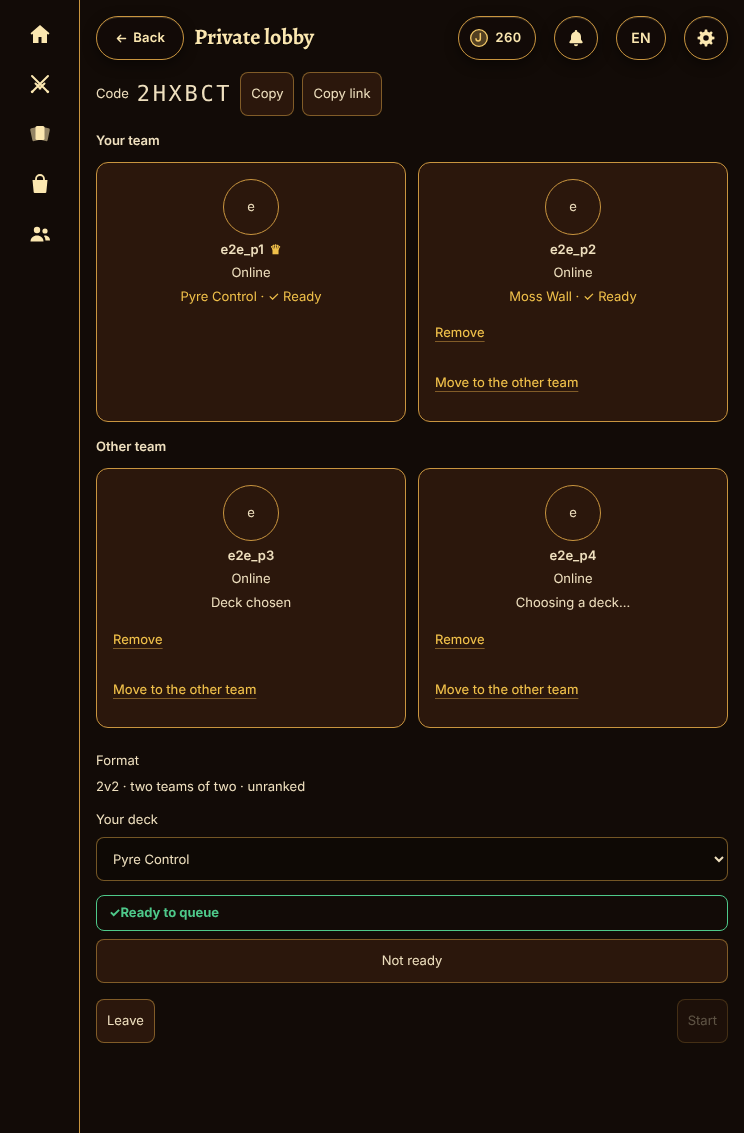 ← Back
Private lobby
J 260
EN
Code 2HXBCT Copy Copy link
Your team
e
e2e_p1 ♛
Online
Pyre Control · ✓ Ready
e
e2e_p2
Online
Moss Wall · ✓ Ready
Remove
Move to the other team
Other team
e
e2e_p3
Online
Deck chosen
Remove
Move to the other team
e
e2e_p4
Online
Choosing a deck...
Remove
Move to the other team
Format
2v2 · two teams of two · unranked
Your deck
Pyre Control
✓Ready to queue
Not ready
Leave
Start